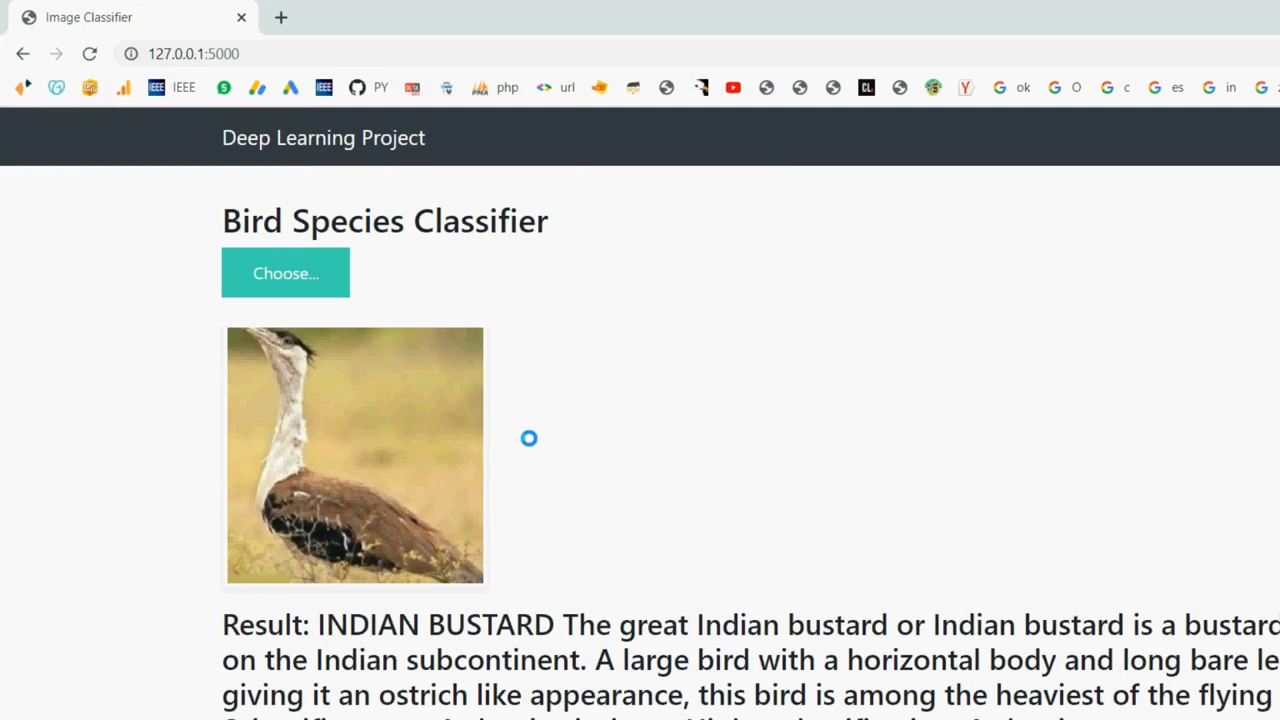 Image Classifier
127.0.0.1:5000
IEEE PY php url ok O c es in
Deep Learning Project
Bird Species Classifier
Choose...
Result: INDIAN BUSTARD The great Indian bustard or Indian bustard is a bustard
on the Indian subcontinent. A large bird with a horizontal body and long bare le
giving it an ostrich like appearance, this bird is among the heaviest of the flying